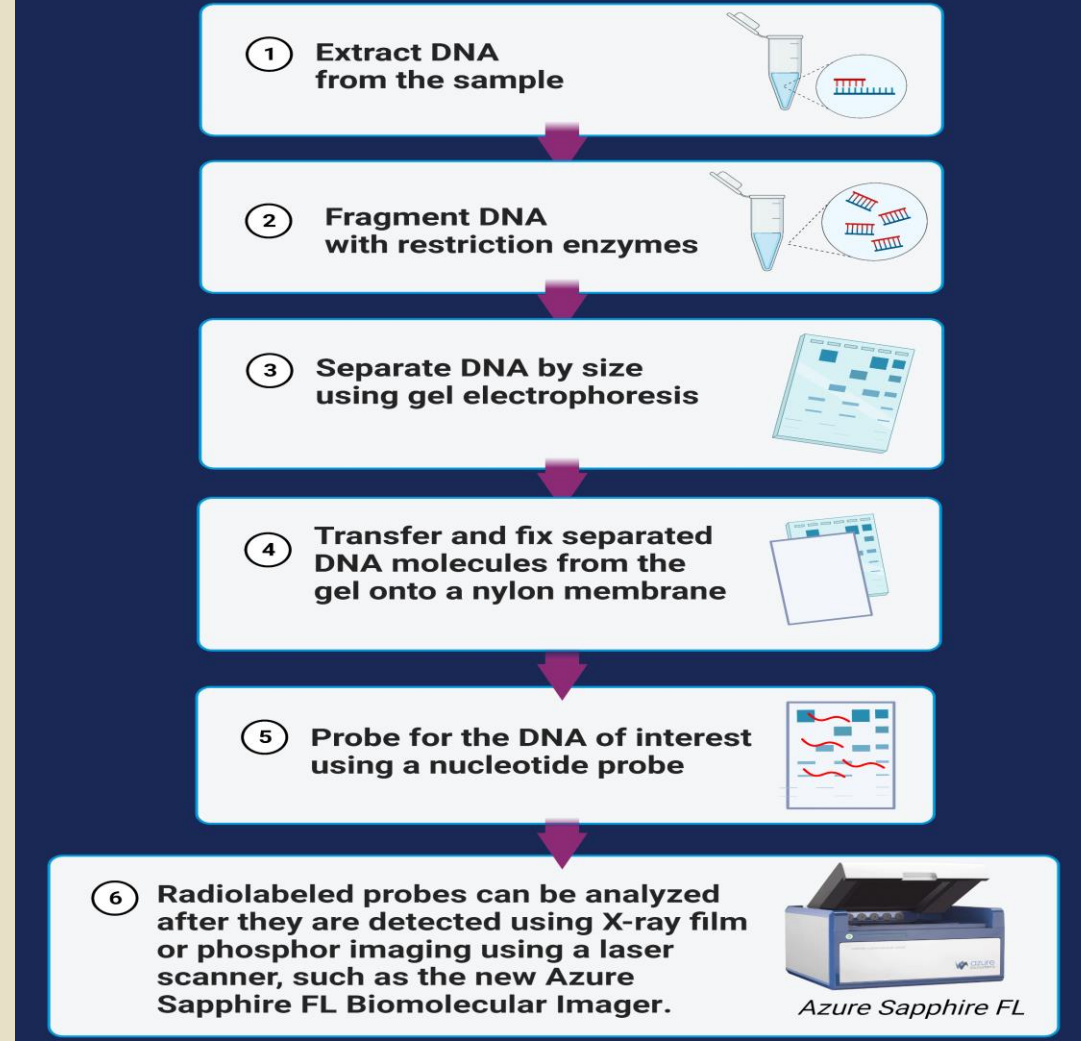 1
Extract DNA
from the sample
2
Fragment DNA
with restriction enzymes
3
Separate DNA by size
using gel electrophoresis
4
Transfer and fix separated
DNA molecules from the
gel onto a nylon membrane
5
Probe for the DNA of interest
using a nucleotide probe
6
Radiolabeled probes can be analyzed
after they are detected using X-ray film
or phosphor imaging using a laser
scanner, such as the new Azure
Sapphire FL Biomolecular Imager.
azure
Azure Sapphire FL